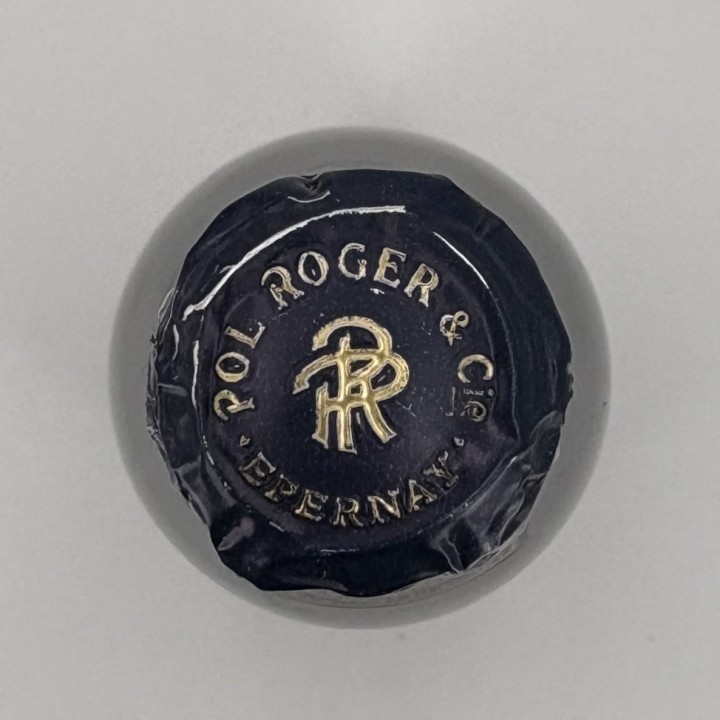 POL ROGER & Cie
PR
· EPERNAY ·